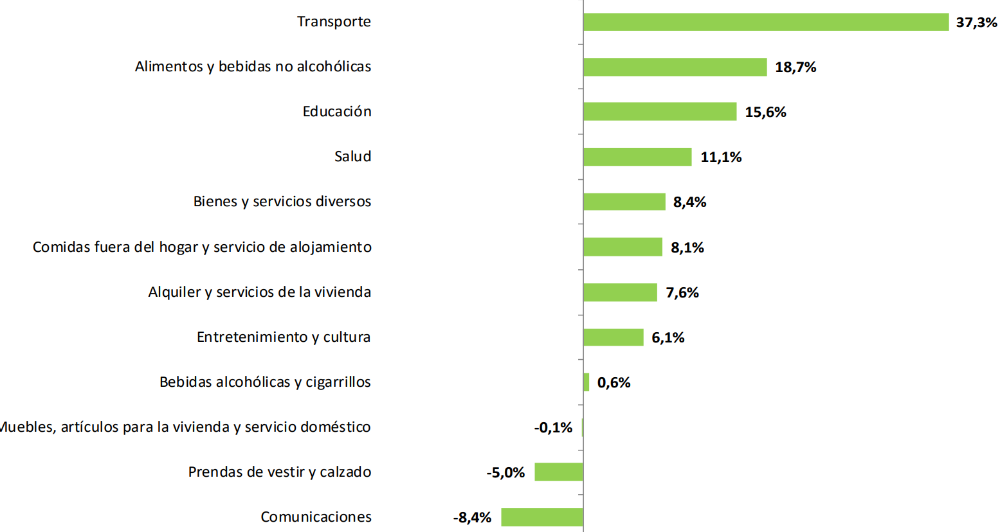 Transporte 37,3%
Alimentos y bebidas no alcohólicas 18,7%
Educación 15,6%
Salud 11,1%
Bienes y servicios diversos 8,4%
Comidas fuera del hogar y servicio de alojamiento 8,1%
Alquiler y servicios de la vivienda 7,6%
Entretenimiento y cultura 6,1%
Bebidas alcohólicas y cigarrillos 0,6%
Muebles, artículos para la vivienda y servicio doméstico -0,1%
Prendas de vestir y calzado -5,0%
Comunicaciones -8,4%